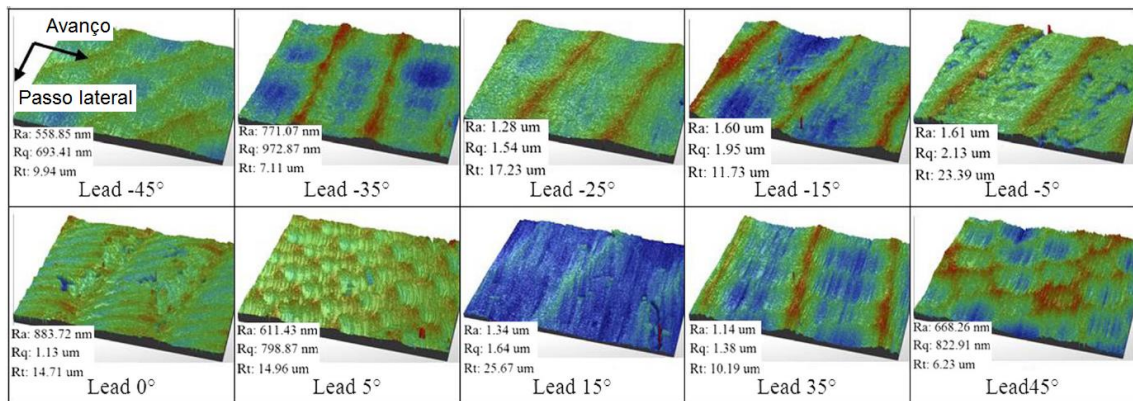 Avanço
Passo lateral
Ra: 558.85 nm
Rq: 693.41 nm
Rt: 9.94 um
Lead -45°
Ra: 771.07 nm
Rq: 972.87 nm
Rt: 7.11 um
Lead -35°
Ra: 1.28 um
Rq: 1.54 um
Rt: 17.23 um
Lead -25°
Ra: 1.60 um
Rq: 1.95 um
Rt: 11.73 um
Lead -15°
Ra: 1.61 um
Rq: 2.13 um
Rt: 23.39 um
Lead -5°
Ra: 883.72 nm
Rq: 1.13 um
Rt: 14.71 um
Lead 0°
Ra: 611.43 nm
Rq: 798.87 nm
Rt: 14.96 um
Lead 5°
Ra: 1.34 um
Rq: 1.64 um
Rt: 25.67 um
Lead 15°
Ra: 1.14 um
Rq: 1.38 um
Rt: 10.19 um
Lead 35°
Ra: 668.26 nm
Rq: 822.91 nm
Rt: 6.23 um
Lead45°